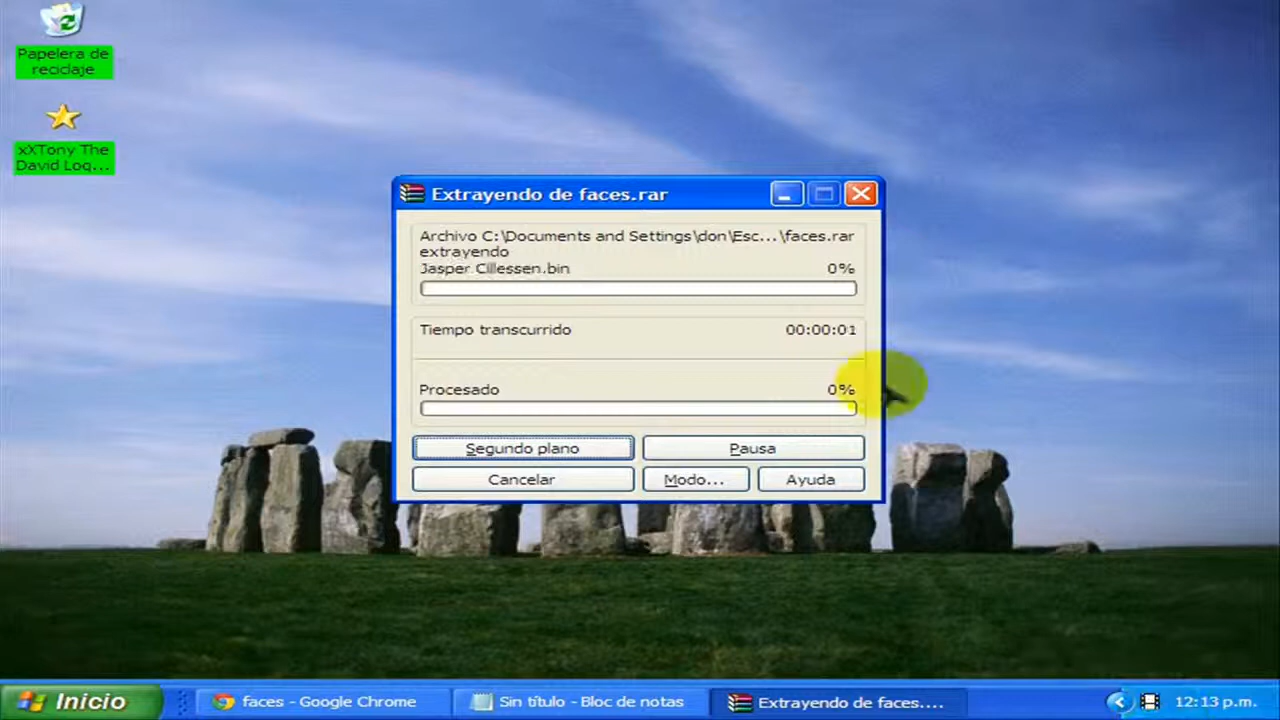 Papelera de
reciclaje
xXTony The
David Loq...
Extrayendo de faces.rar
Archivo C:\Documents and Settings\don\Esc...\faces.rar
extrayendo
Jasper Cillessen.bin 0%
Tiempo transcurrido 00:00:01
Procesado 0%
Segundo plano Pausa
Cancelar Modo... Ayuda
Inicio faces - Google Chrome Sin título - Bloc de notas Extrayendo de faces.... 12:13 p.m.